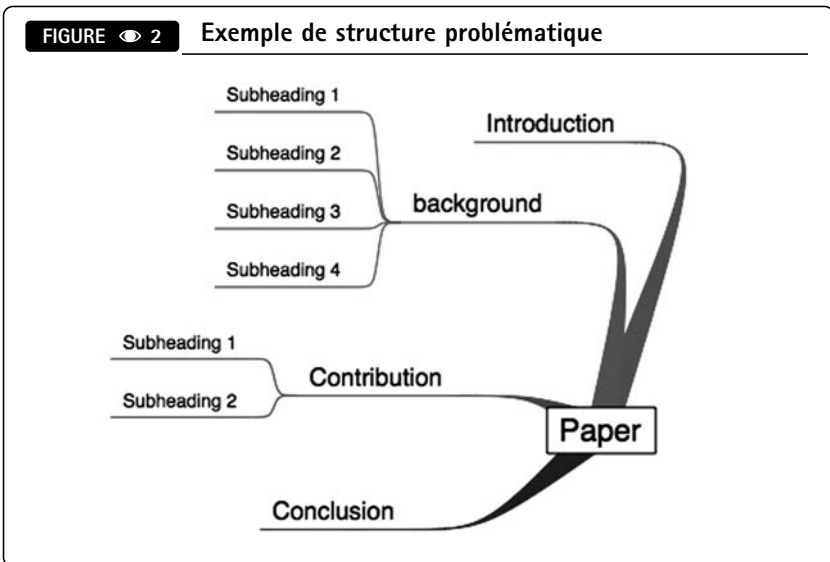 FIGURE 2 Exemple de structure problématique
Introduction
background
Subheading 1
Subheading 2
Subheading 3
Subheading 4
Contribution
Subheading 1
Subheading 2
Paper
Conclusion